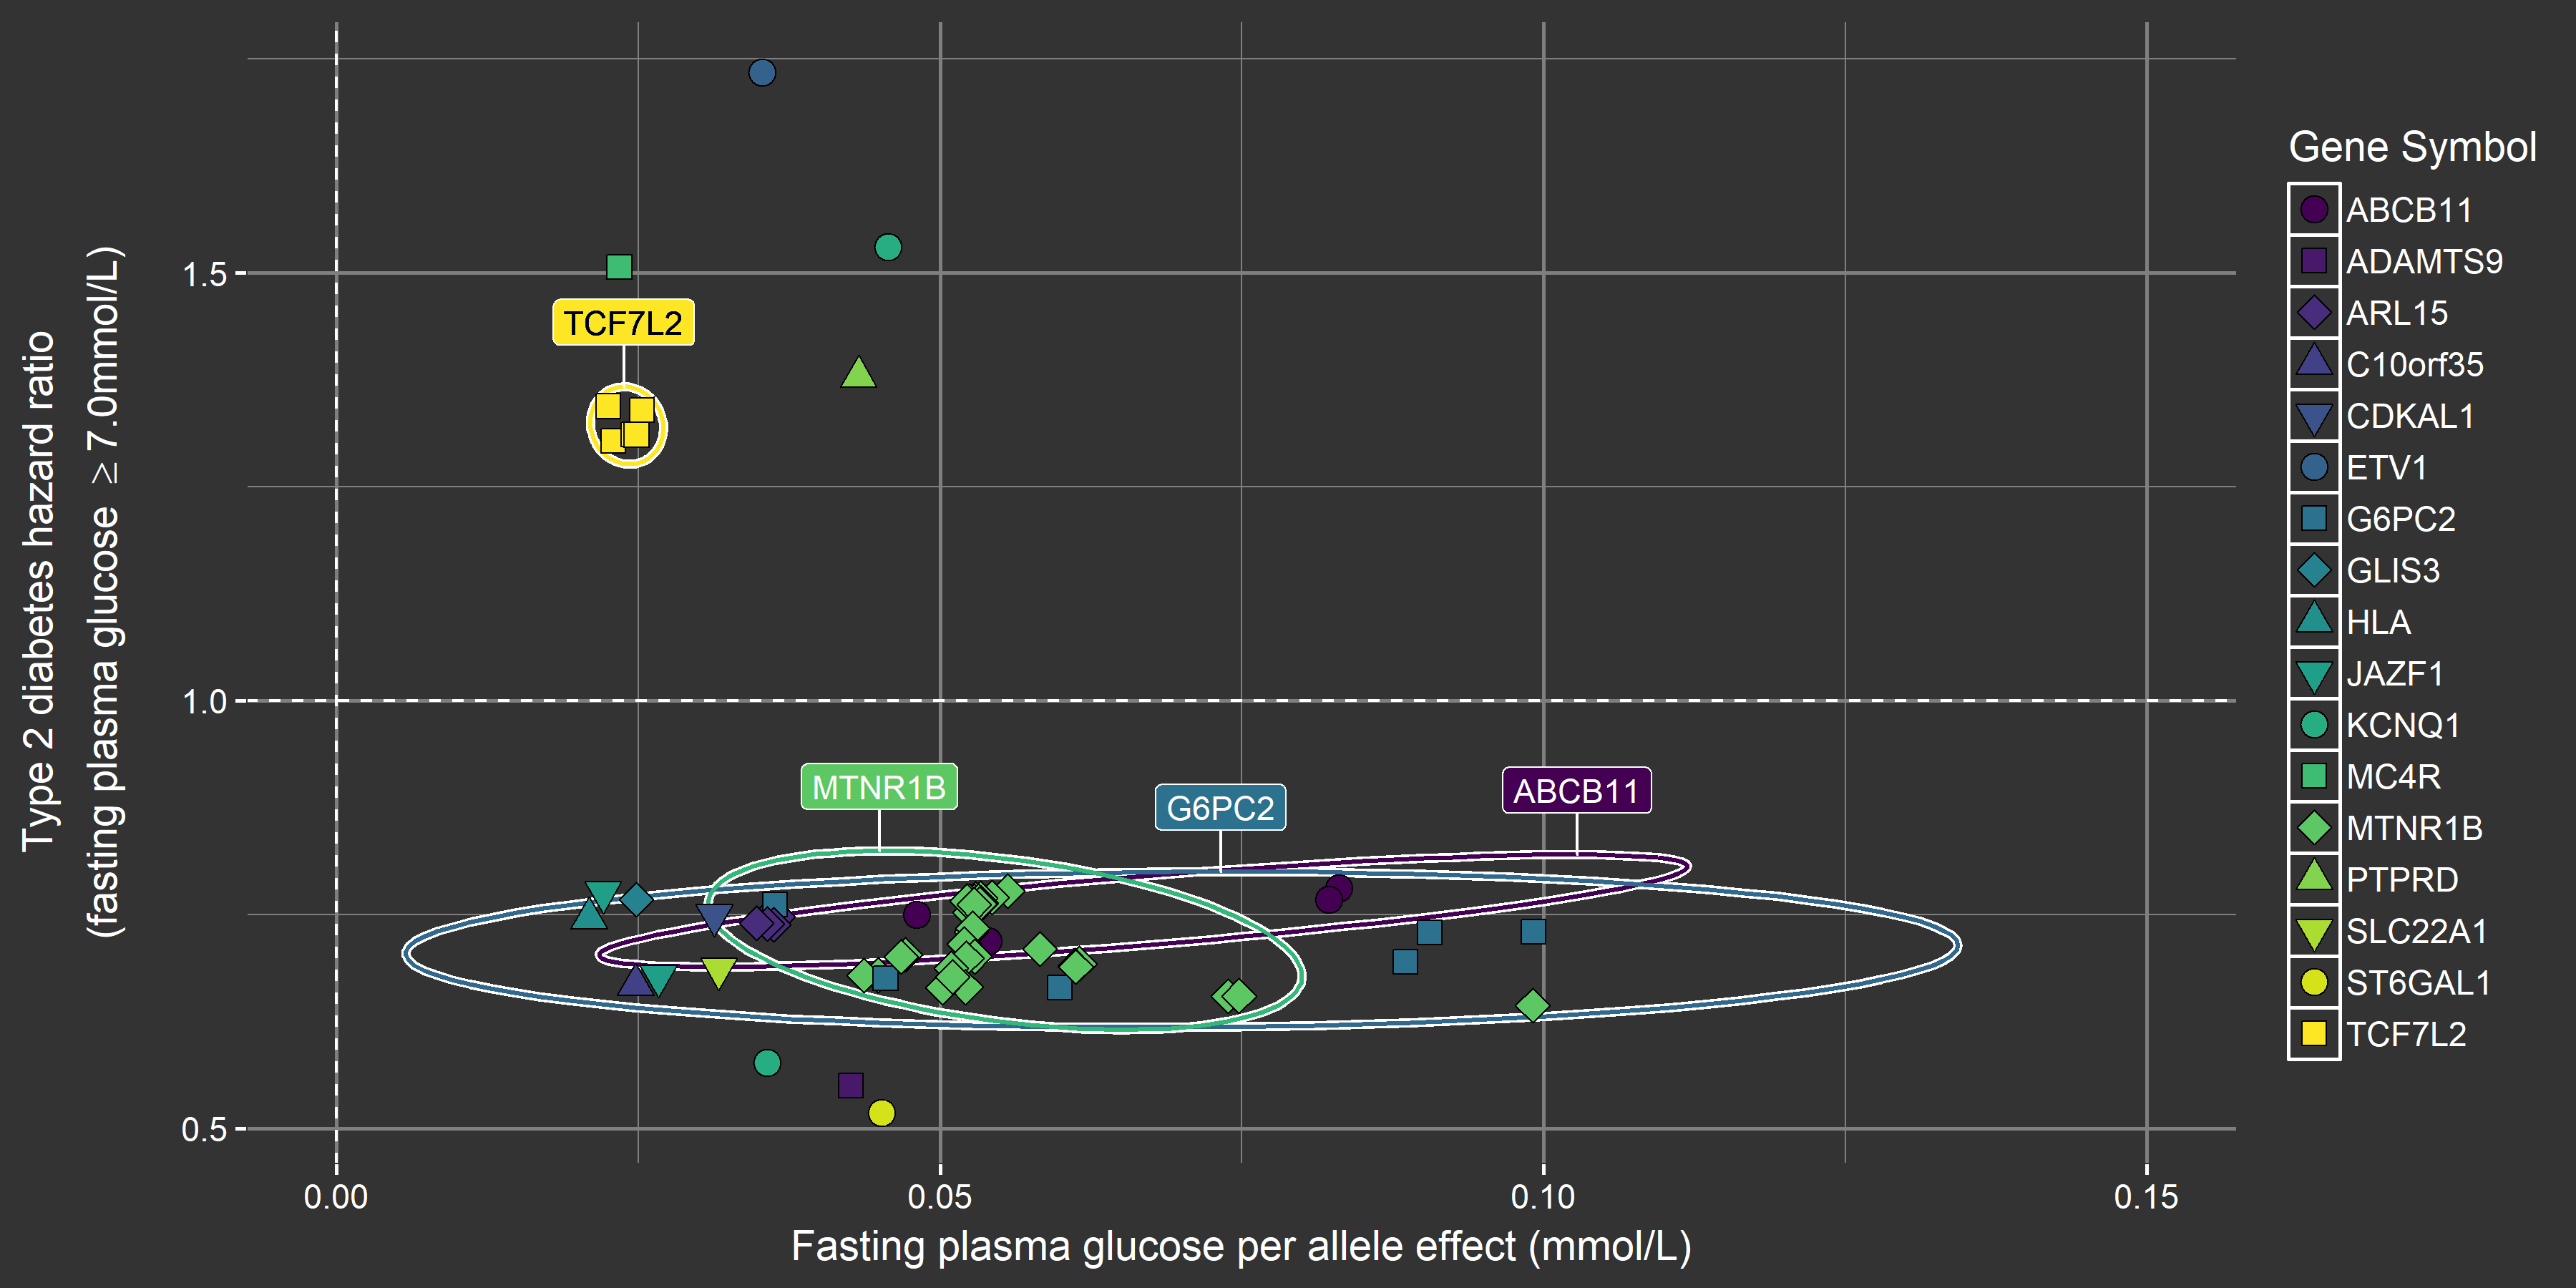 Type 2 diabetes hazard ratio
(fasting plasma glucose ≥ 7.0mmol/L)
1.5
1.0
0.5
TCF7L2
MTNR1B
G6PC2
ABCB11
0.00
0.05
0.10
0.15
Fasting plasma glucose per allele effect (mmol/L)
Gene Symbol
ABCB11
ADAMTS9
ARL15
C10orf35
CDKAL1
ETV1
G6PC2
GLIS3
HLA
JAZF1
KCNQ1
MC4R
MTNR1B
PTPRD
SLC22A1
ST6GAL1
TCF7L2